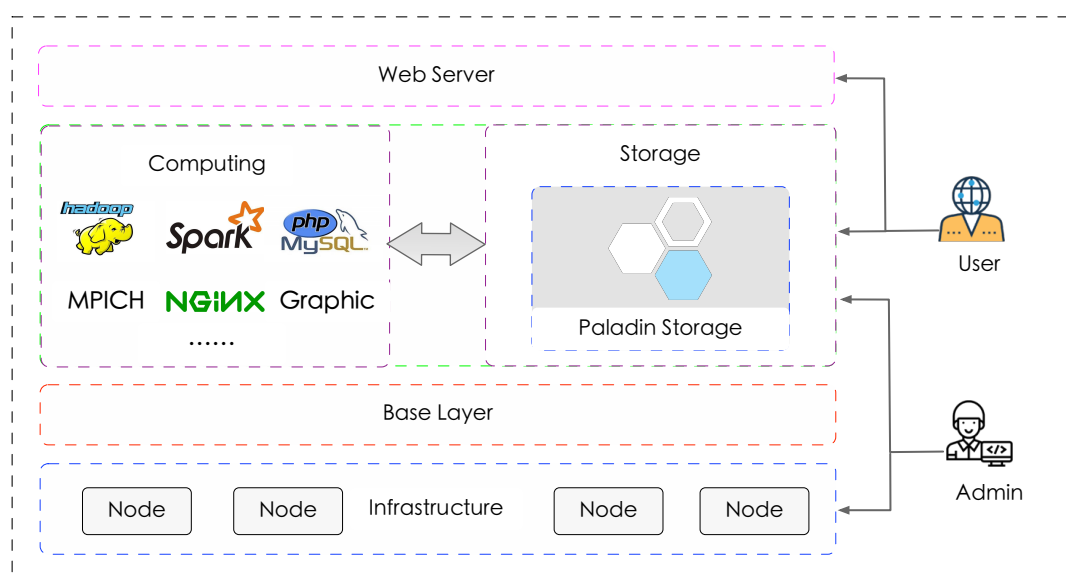 Web Server
Computing
Storage
hadoop
Spark
php
MySQL
MPICH
NGiNX
Graphic
......
Paladin Storage
User
Base Layer
Admin
</>
Node
Node
Infrastructure
Node
Node